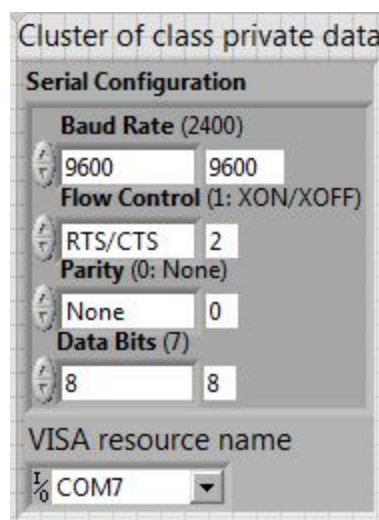 Cluster of class private data
Serial Configuration
Baud Rate (2400)
9600 9600
Flow Control (1: XON/XOFF)
RTS/CTS 2
Parity (0: None)
None 0
Data Bits (7)
8 8
VISA resource name
I/O COM7